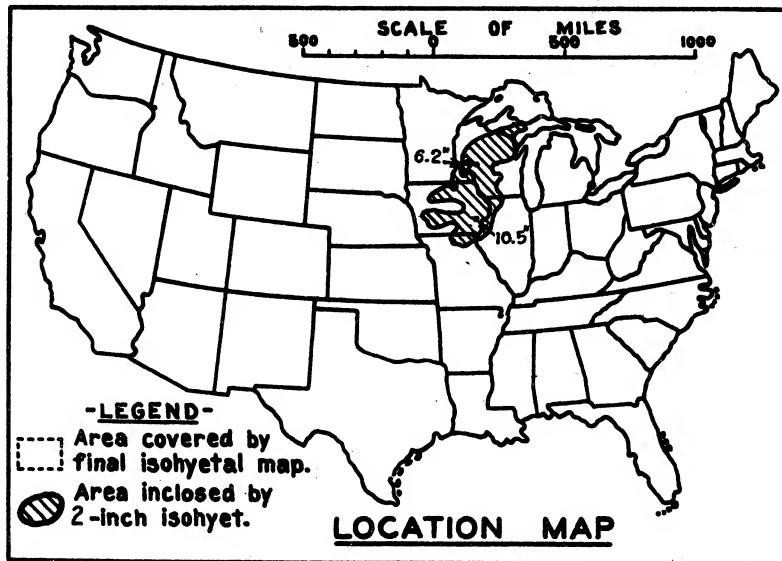 SCALE OF MILES
500 0 500 1000
6.2"
10.5"
-LEGEND-
Area covered by
final isohyetal map.
Area inclosed by
2-inch isohyet.
LOCATION MAP